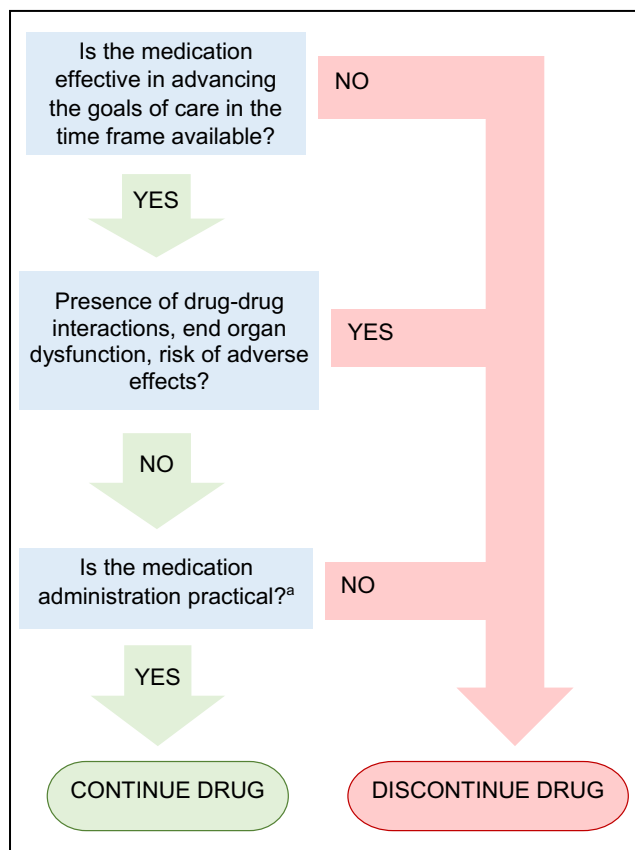 Is the medication
effective in advancing
the goals of care in the
time frame available?
NO
YES
Presence of drug-drug
interactions, end organ
dysfunction, risk of adverse
effects?
YES
NO
Is the medication
administration practical?ᵃ
NO
YES
CONTINUE DRUG
DISCONTINUE DRUG